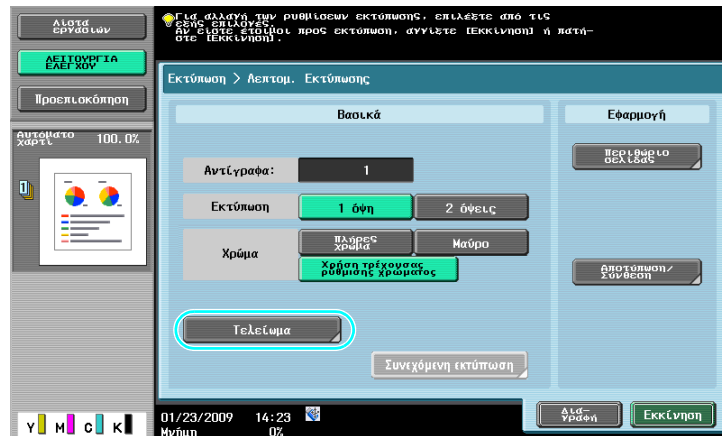 Για αλλαγή των ρυθμίσεων εκτύπωσης, επιλέξτε από τις
εξής επιλογές.
Αν είστε έτοιμοι προς εκτύπωση, αγγίξτε [Εκκίνηση] ή πατή-
στε [Εκκίνηση].
Λίστα
εργασιών
ΛΕΙΤΟΥΡΓΙΑ
ΕΛΕΓΧΟΥ
Προεπισκόπηση
Αυτόματο
χαρτί
100.0%
1
Εκτύπωση > Λεπτομ. Εκτύπωσης
Βασικά
Εφαρμογή
Αντίγραφα:
1
Περιθώριο
σελίδας
Εκτύπωση
1 όψη
2 όψεις
Χρώμα
Πλήρες
χρώμα
Μαύρο
Χρήση τρέχουσας
ρύθμισης χρώματος
Αποτύπωση/
Σύνθεση
Τελείωμα
Συνεχόμενη εκτύπωση
Y M C K
01/23/2009 14:23
Μνήμη 0%
Δια-
γραφή
Εκκίνηση